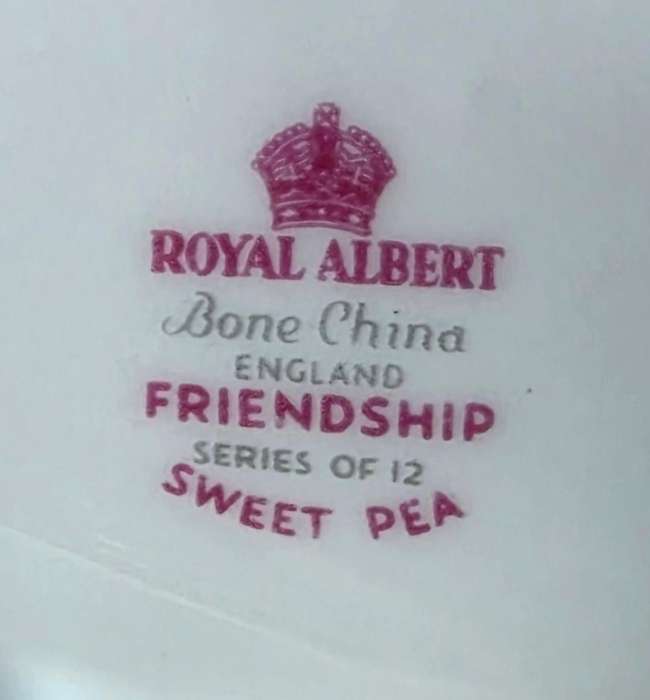 ROYAL ALBERT
Bone China
ENGLAND
FRIENDSHIP
SERIES OF 12
SWEET PEA